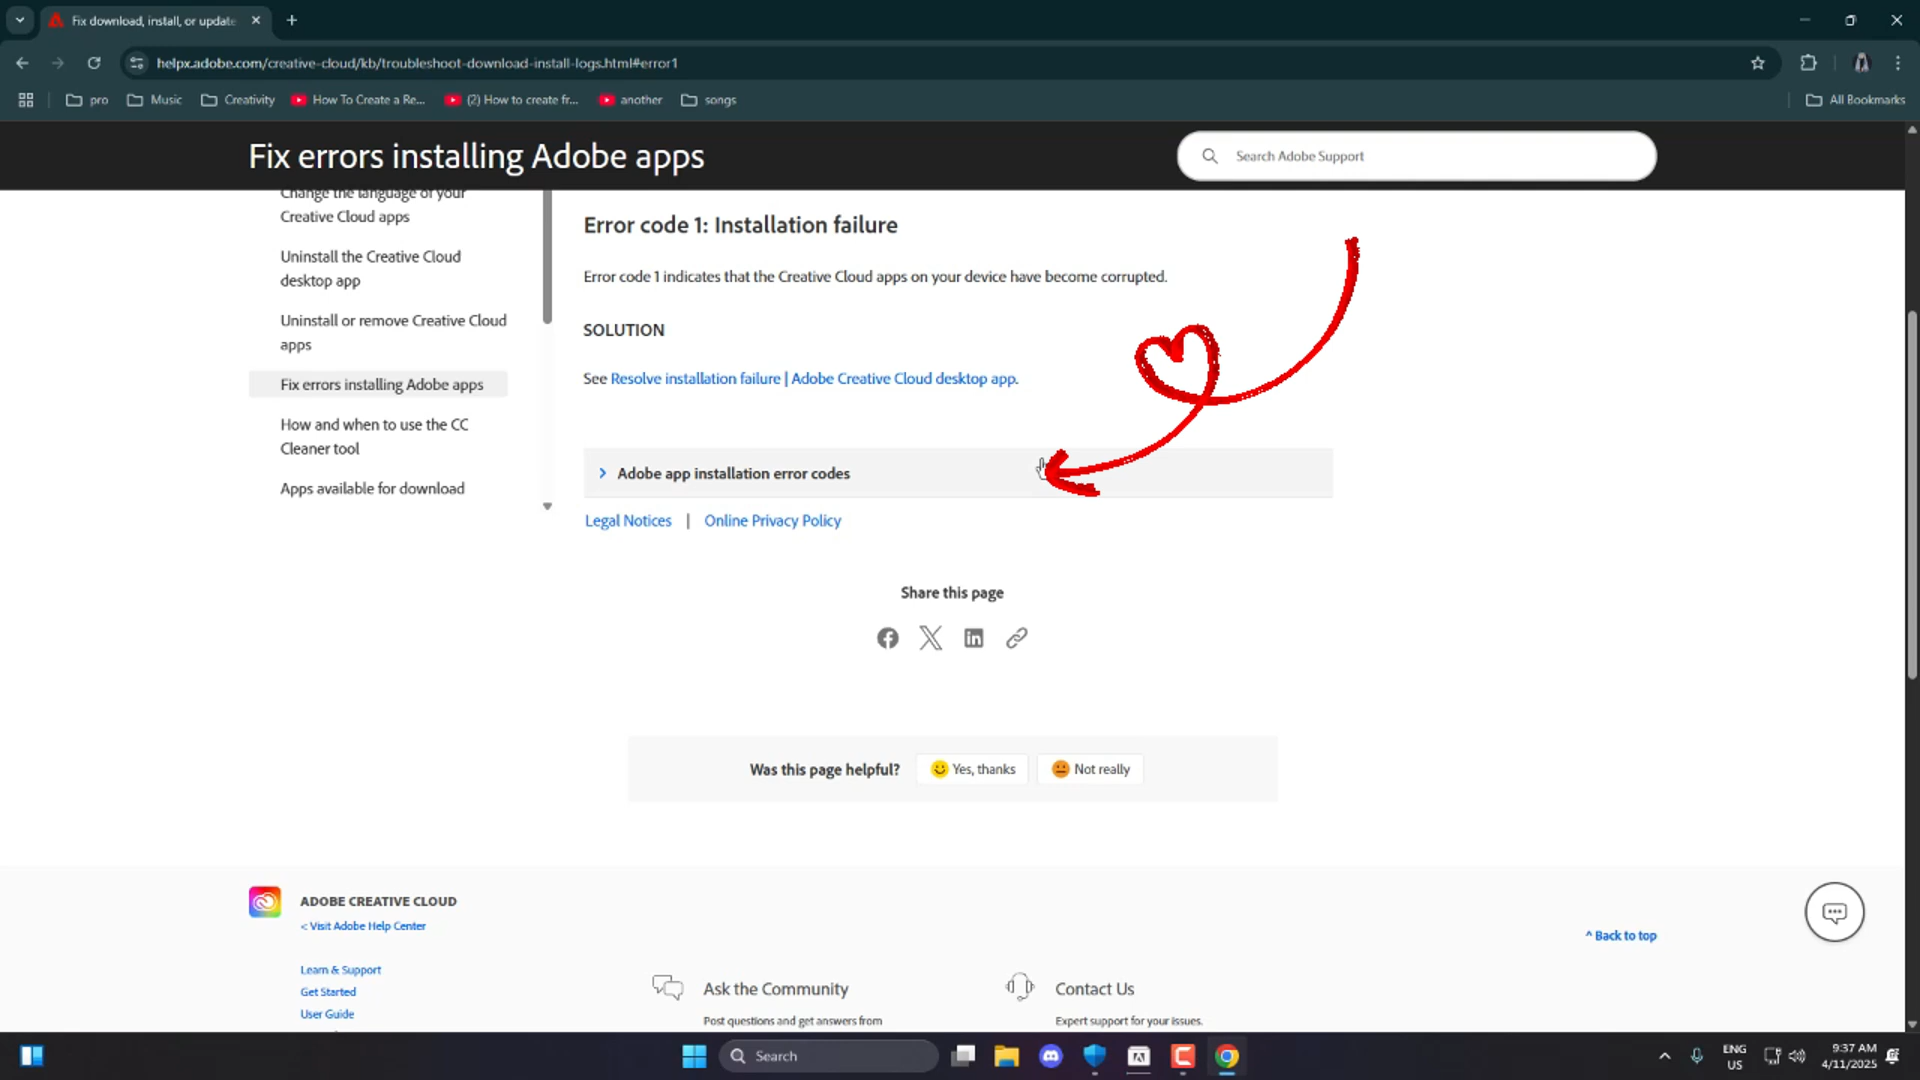 Fix download, install, or update
helpx.adobe.com/creative-cloud/kb/troubleshoot-download-install-logs.html#error1
pro
Music
Creativity
How To Create a Re...
(2) How to create fr...
another
songs
All Bookmarks
Fix errors installing Adobe apps
Search Adobe Support
Change the language of your
Creative Cloud apps
Uninstall the Creative Cloud
desktop app
Uninstall or remove Creative Cloud
apps
Fix errors installing Adobe apps
How and when to use the CC
Cleaner tool
Apps available for download
Error code 1: Installation failure
Error code 1 indicates that the Creative Cloud apps on your device have become corrupted.
SOLUTION
See Resolve installation failure | Adobe Creative Cloud desktop app.
Adobe app installation error codes
Legal Notices | Online Privacy Policy
Share this page
Was this page helpful?
Yes, thanks
Not really
ADOBE CREATIVE CLOUD
< Visit Adobe Help Center
^ Back to top
Learn & Support
Get Started
User Guide
Ask the Community
Post questions and get answers from
Contact Us
Expert support for your issues.
Search
ENG
US
9:37 AM
4/11/2025